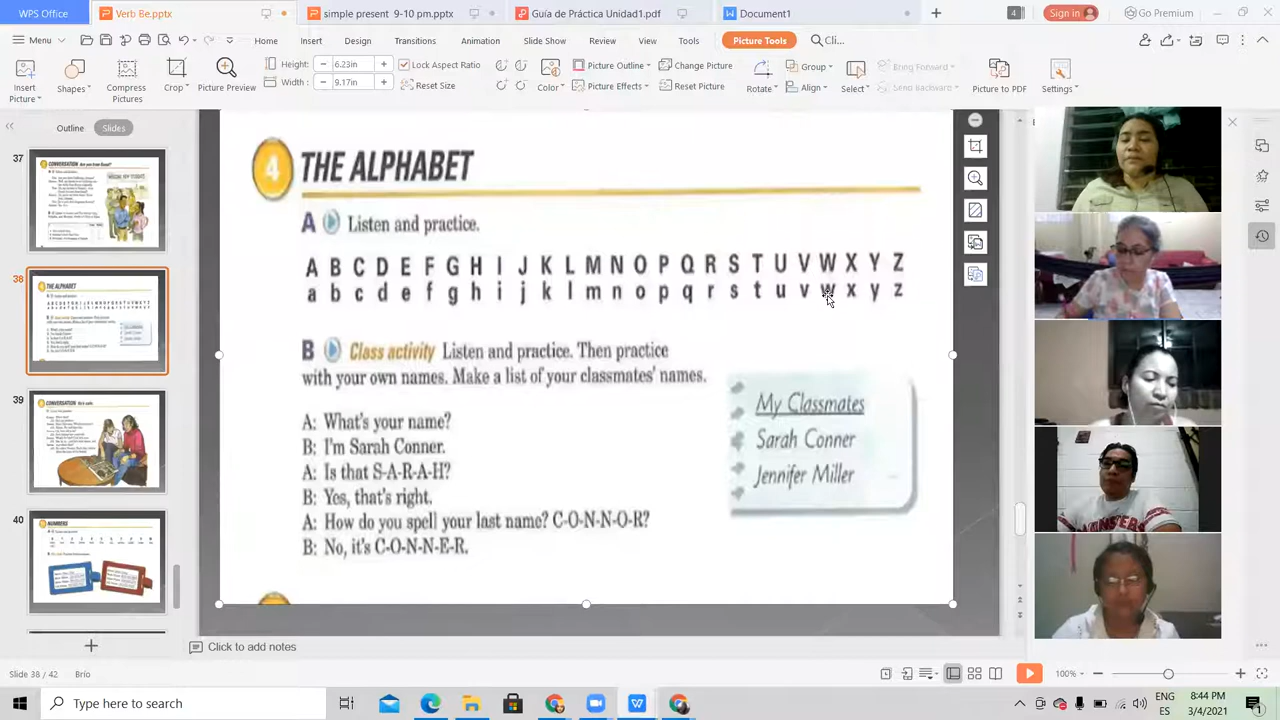 Verb Be.pptx
simpl
9-10 pm.pptx
Guía de Práctica Unidad1.pdf
Document1
4
Sign in
Go Premium
Menu
Home
Insert
Transitions
Animation
Slide Show
Review
View
Tools
Picture Tools
Cli...
Insert Picture
Shapes
Compress Pictures
Crop
Picture Preview
Height: 6.23in
Width : 9.17in
Lock Aspect Ratio
Reset Size
Color
Picture Outline
Picture Effects
Change Picture
Reset Picture
Rotate
Group
Align
Select
Bring Forward
Send Backward
Picture to PDF
Settings
Outline
Slides
37
38
THE ALPHABET
39
40
NUMBERS
4 THE ALPHABET
A Listen and practice.
A B C D E F G H I J K L M N O P Q R S T U V W X Y Z
a b c d e f g h i j k l m n o p q r s t u v w x y z
B Class activity Listen and practice. Then practice
with your own names. Make a list of your classmates' names.
A: What's your name?
B: I'm Sarah Conner.
A: Is that S-A-R-A-H?
B: Yes, that's right.
A: How do you spell your last name? C-O-N-N-O-R?
B: No, it's C-O-N-N-E-R.
My Classmates
Sarah Conner
Jennifer Miller
Click to add notes
Slide 38 / 42
Brío
100%
Type here to search
ENG
ES
8:44 PM
3/4/2021